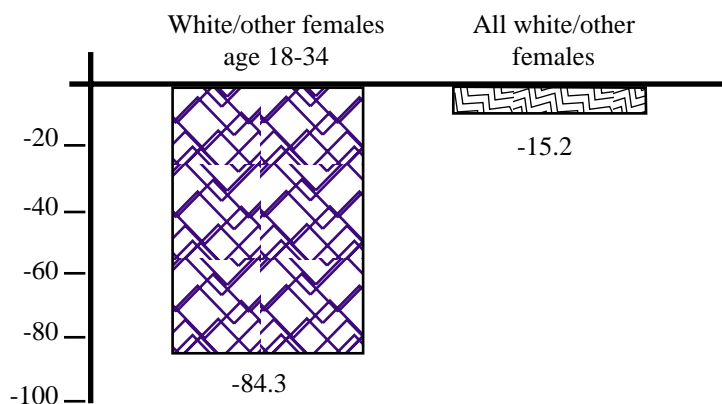 White/other females
age 18-34
All white/other
females
-20
-40
-60
-80
-100
-15.2
-84.3